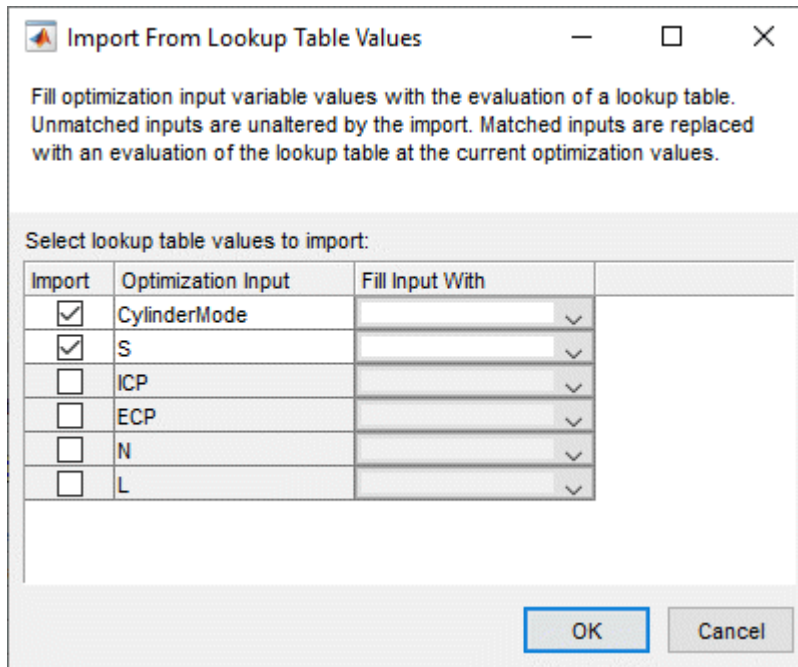 Import From Lookup Table Values
Fill optimization input variable values with the evaluation of a lookup table.
Unmatched inputs are unaltered by the import. Matched inputs are replaced
with an evaluation of the lookup table at the current optimization values.
Select lookup table values to import:
Import Optimization Input Fill Input With
CylinderMode
S
ICP
ECP
N
L
OK Cancel